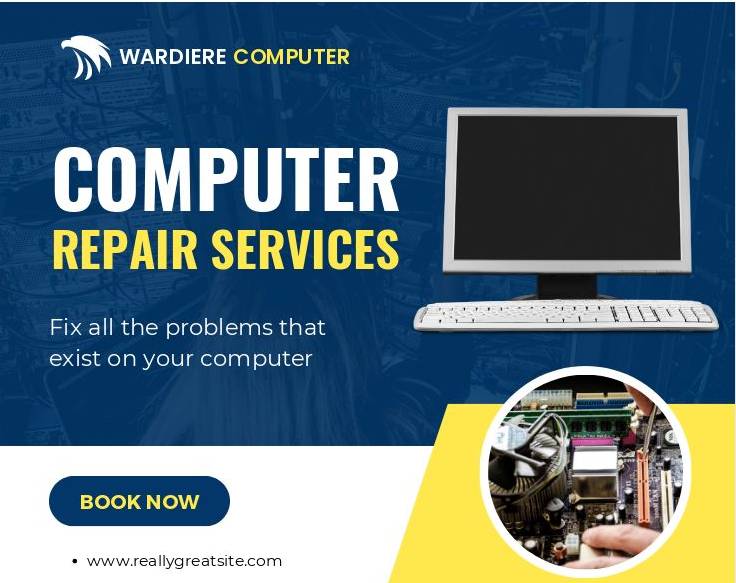 WARDIERE COMPUTER
COMPUTER
REPAIR SERVICES
Fix all the problems that
exist on your computer
BOOK NOW
• www.reallygreatsite.com